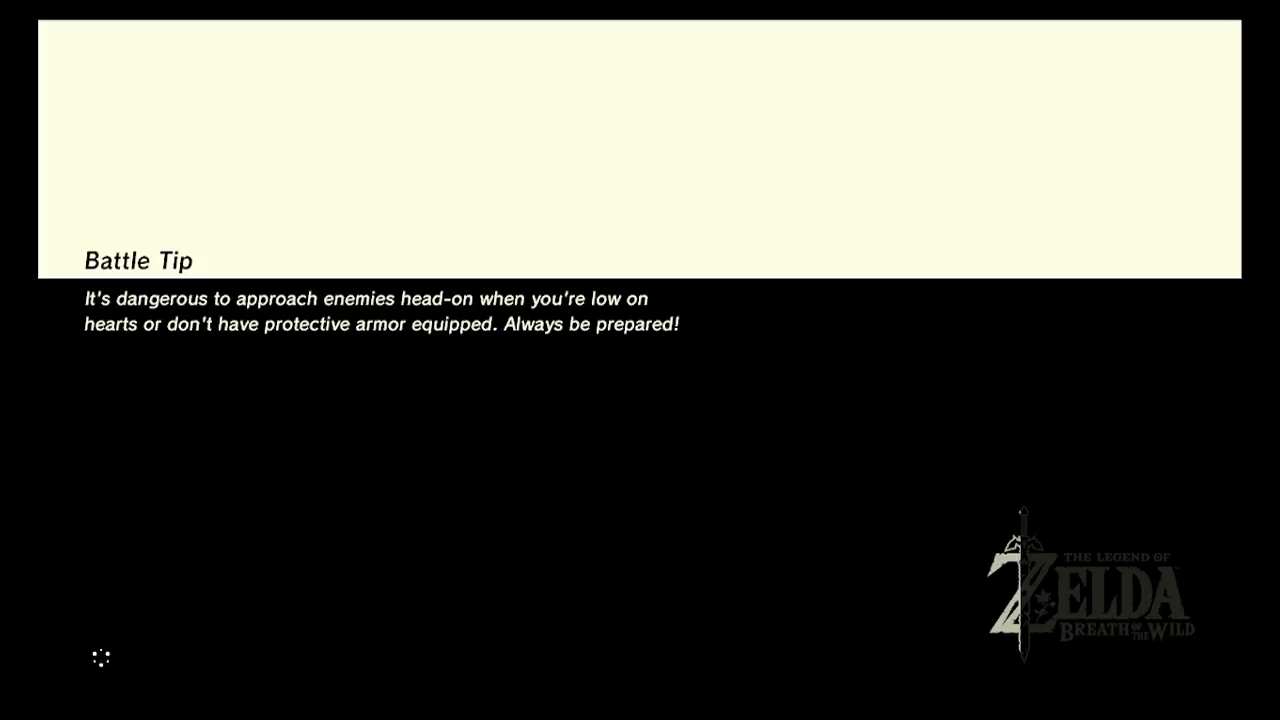 Battle Tip
It's dangerous to approach enemies head-on when you're low on
hearts or don't have protective armor equipped. Always be prepared!
THE LEGEND OF
ZELDA
BREATH OF THE WILD